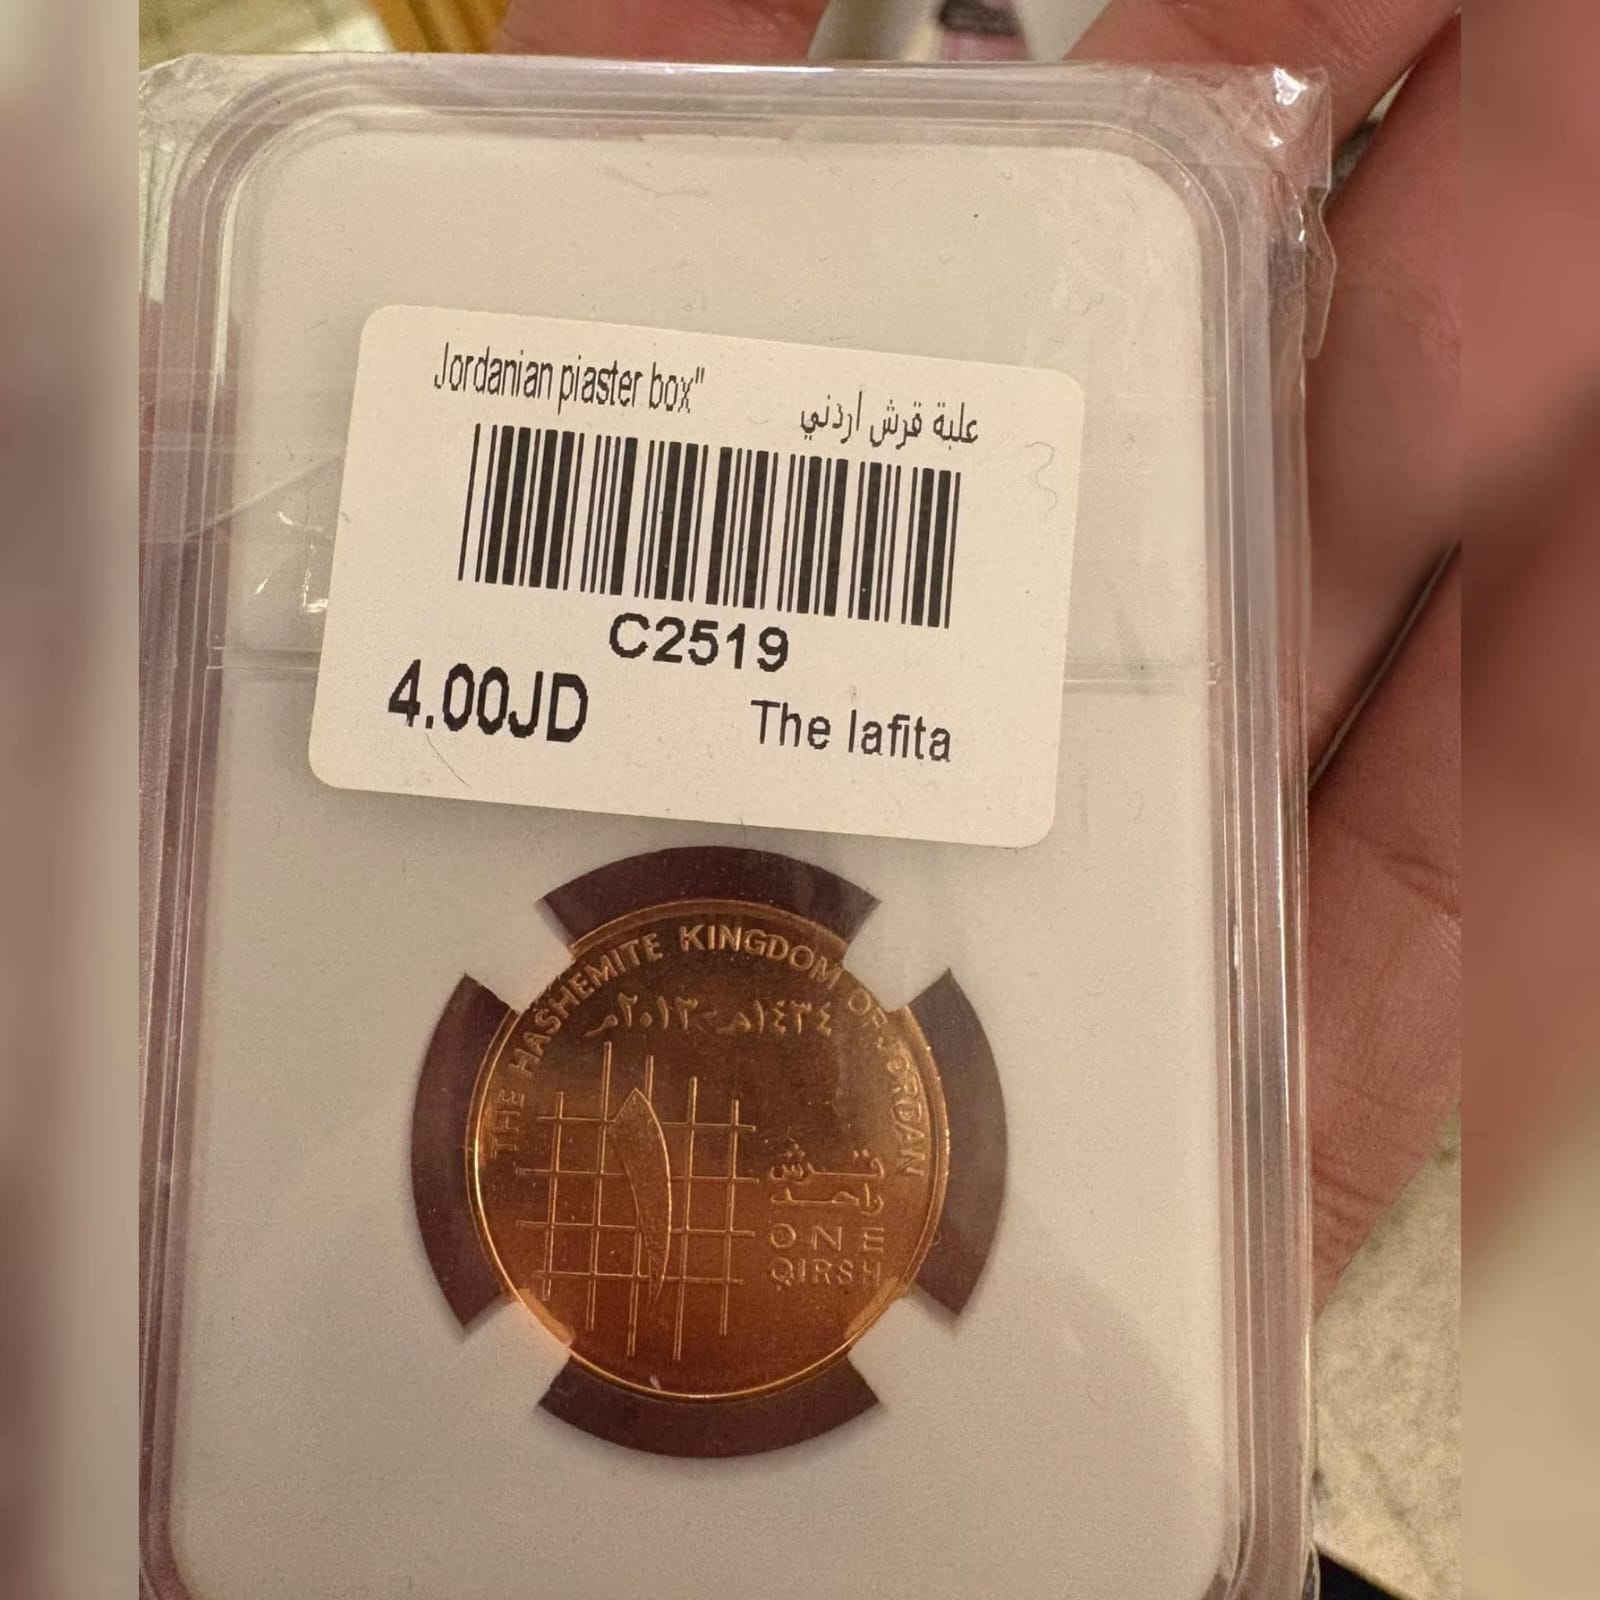 Jordanian piaster box"
علبة قرش اردني
C2519
4.00JD
The lafita
THE HASHEMITE KINGDOM OF JORDAN
١٤٣٤هـ-٢٠١٣م
قرش
واحد
ONE
QIRSH